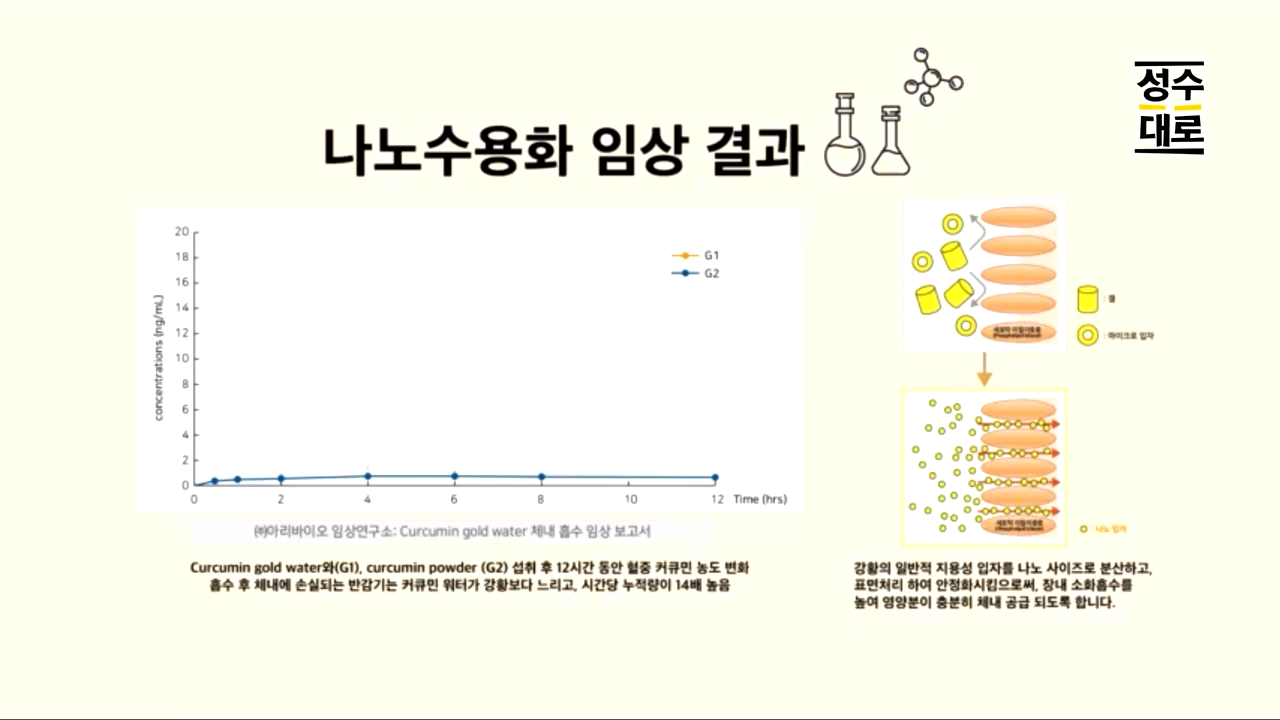 성수
대로
나노수용화 임상 결과
20
18
16
14
12
10
8
6
4
2
0
concentrations (ng/mL)
G1
G2
0 2 4 6 8 10 12 Time (hrs)
㈜아리바이오 임상연구소: Curcumin gold water 체내 흡수 임상 보고서
Curcumin gold water와(G1), curcumin powder (G2) 섭취 후 12시간 동안 혈중 커큐민 농도 변화
흡수 후 체내에 손실되는 반감기는 커큐민 워터가 강황보다 느리고, 시간당 누적량이 14배 높음
: 마이크로 입자
: 나노 입자
강황의 일반적 지용성 입자를 나노 사이즈로 분산하고,
표면처리 하여 안정화시킴으로써, 장내 소화흡수를
높여 영양분이 충분히 체내 공급 되도록 합니다.